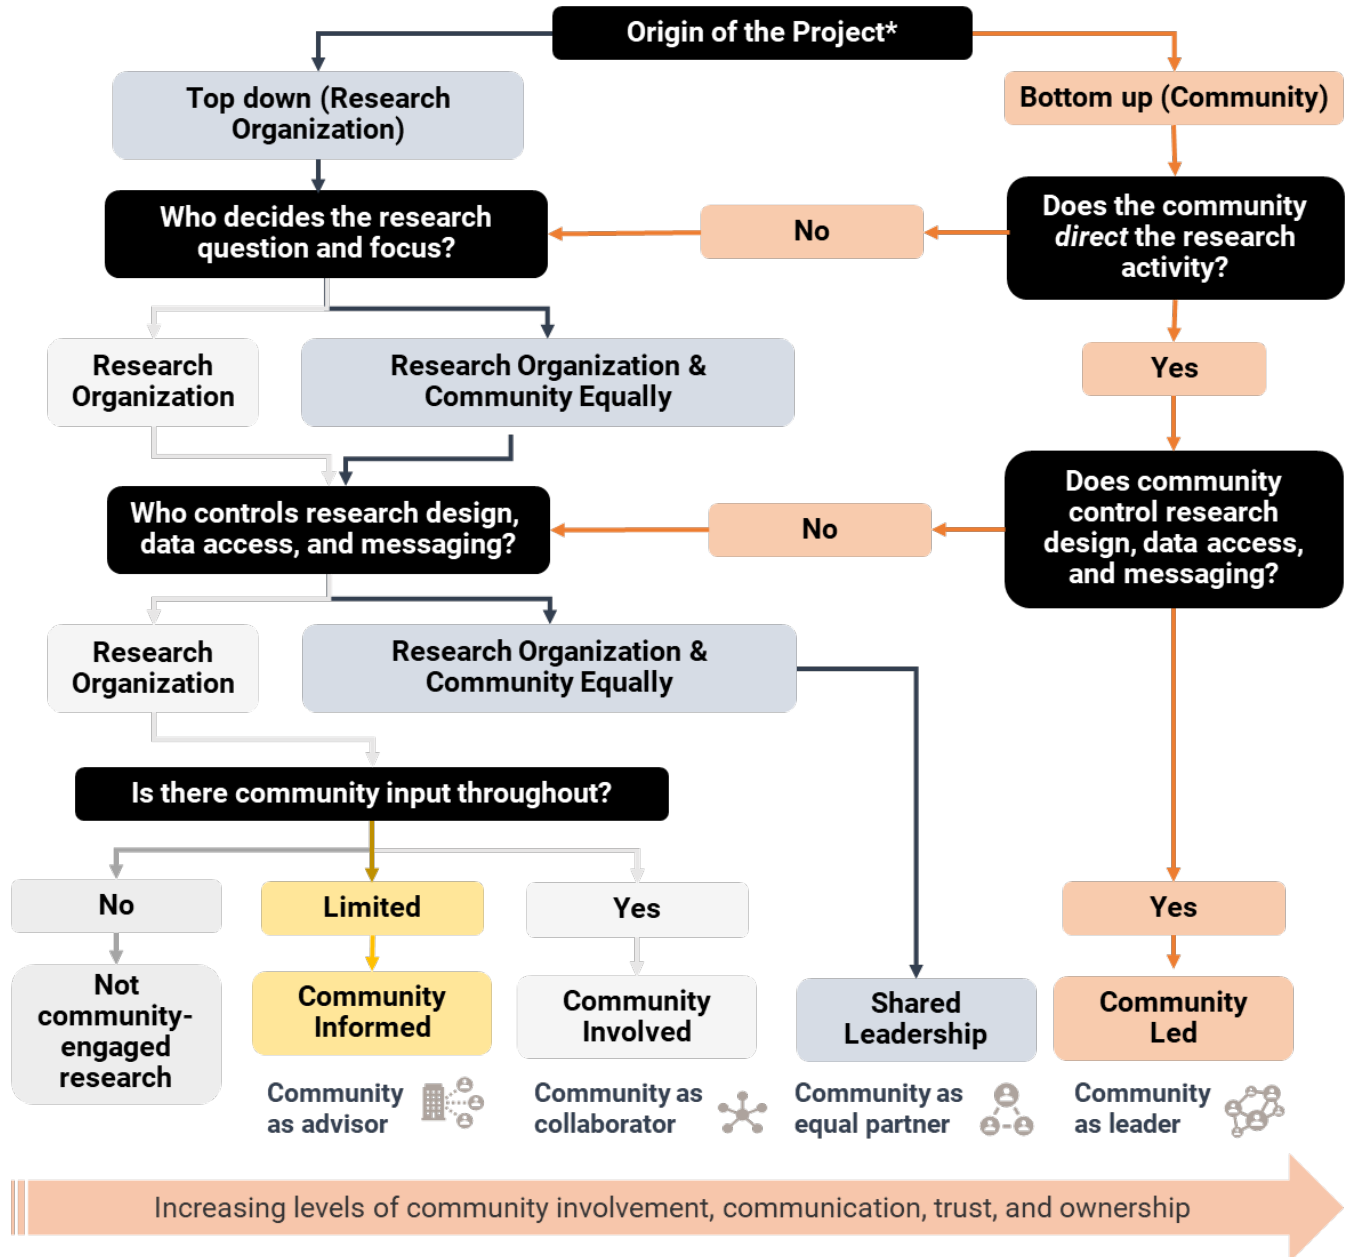 Origin of the Project*
Top down (Research
Organization)
Bottom up (Community)
Who decides the research
question and focus?
No
Does the community
direct the research
activity?
Research
Organization
Research Organization &
Community Equally
Yes
Who controls research design,
data access, and messaging?
No
Does community
control research
design, data access,
and messaging?
Research
Organization
Research Organization &
Community Equally
Is there community input throughout?
No
Limited
Yes
Yes
Not
community-
engaged
research
Community
Informed
Community
Involved
Shared
Leadership
Community
Led
Community
as advisor
Community as
collaborator
Community as
equal partner
Community
as leader
Increasing levels of community involvement, communication, trust, and ownership